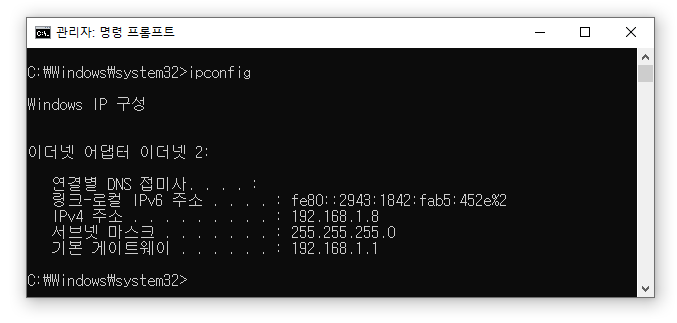 관리자: 명령 프롬프트
C:₩Windows₩system32>ipconfig
Windows IP 구성
이더넷 어댑터 이더넷 2:
연결별 DNS 접미사. . . . :
링크-로컬 IPv6 주소 . . . . : fe80::2943:1842:fab5:452e%2
IPv4 주소 . . . . . . . . . : 192.168.1.8
서브넷 마스크 . . . . . . . : 255.255.255.0
기본 게이트웨이 . . . . . . : 192.168.1.1
C:₩Windows₩system32>